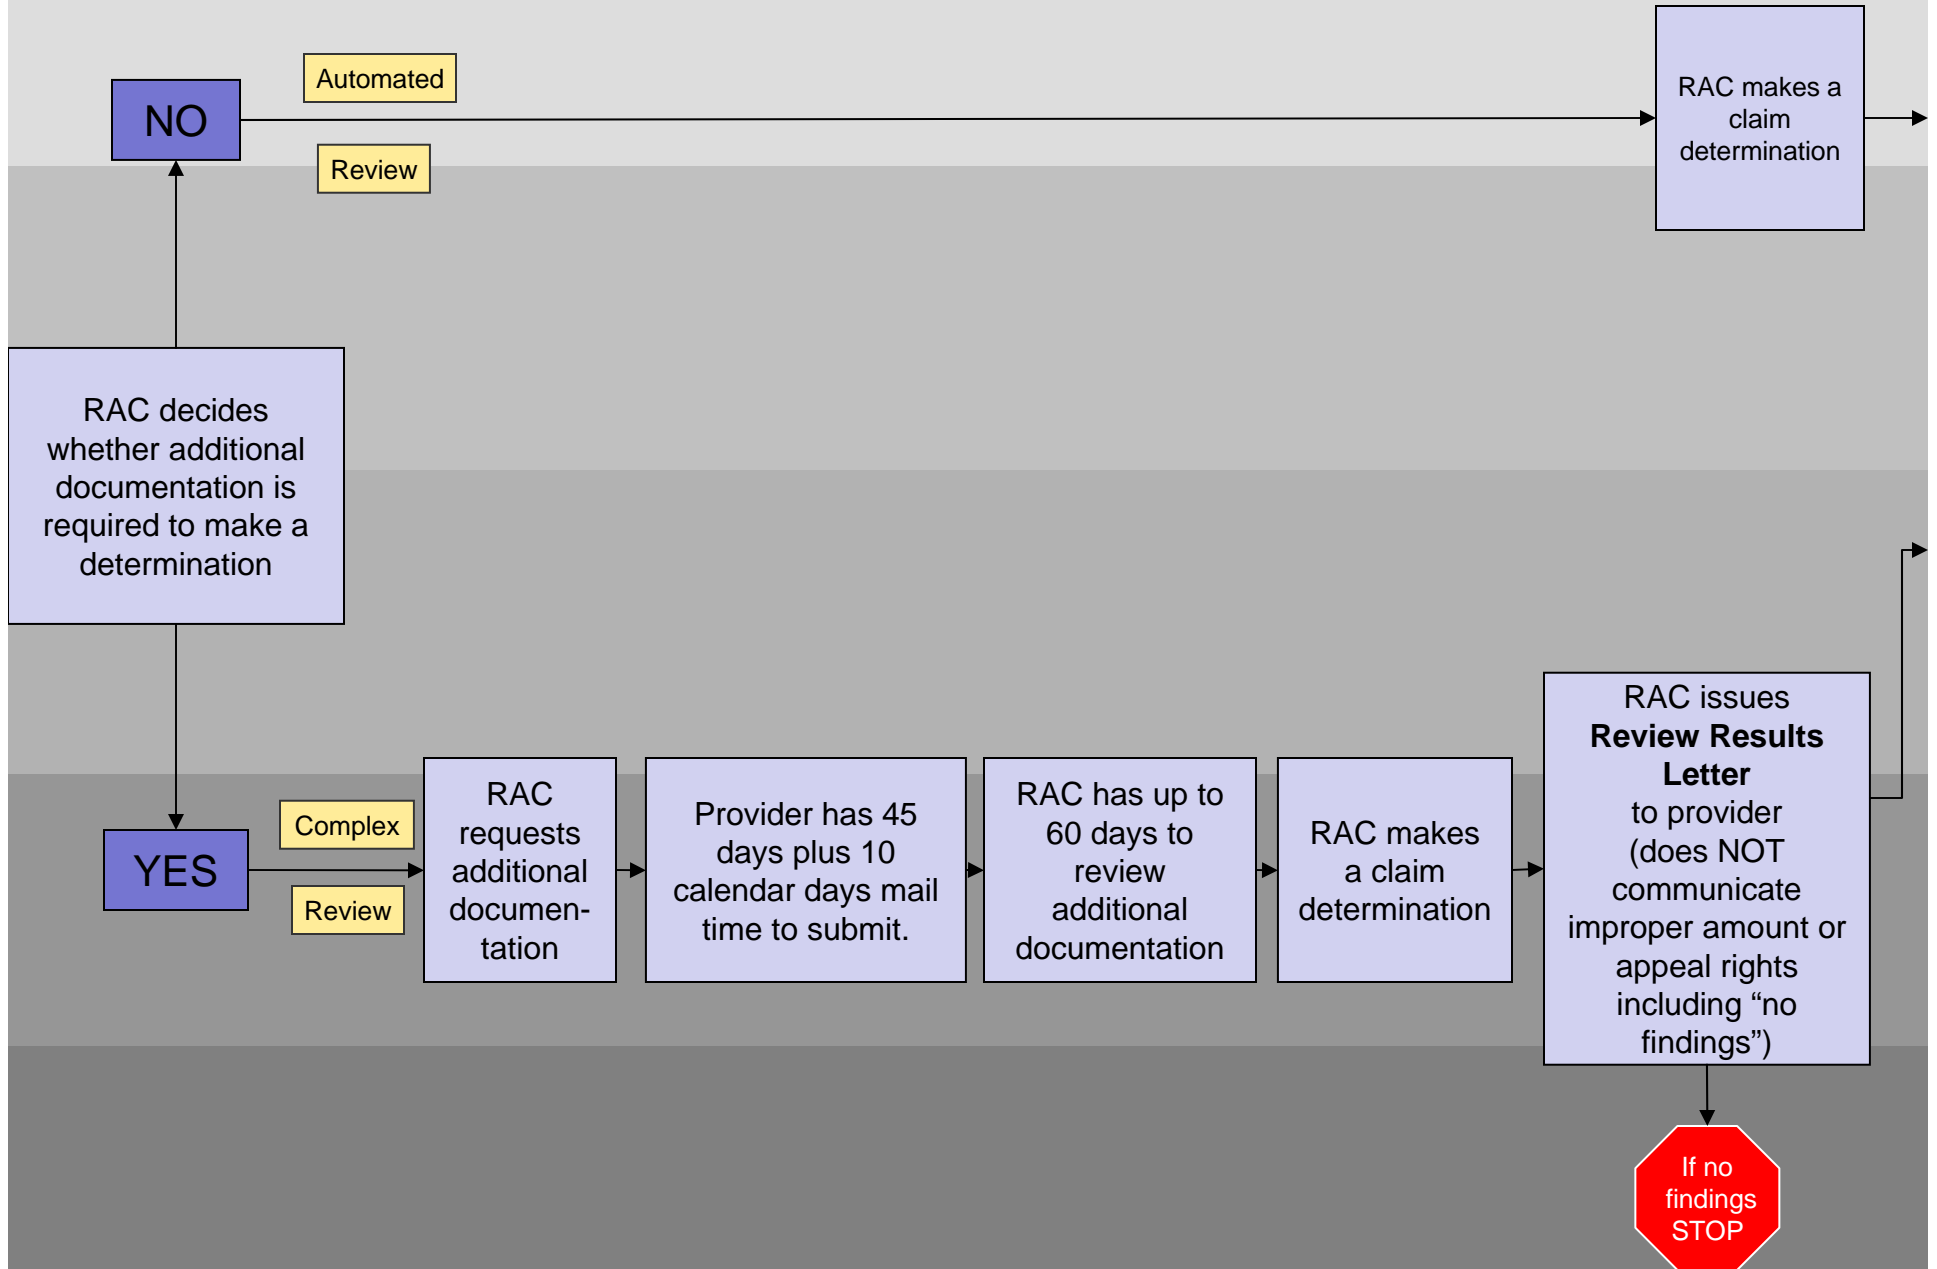 NO
Automated
Review
RAC makes a
claim
determination
RAC decides
whether additional
documentation is
required to make a
determination
YES
Complex
Review
RAC
requests
additional
documen-
tation
Provider has 45
days plus 10
calendar days mail
time to submit.
RAC has up to
60 days to
review
additional
documentation
RAC makes
a claim
determination
RAC issues
Review Results
Letter
to provider
(does NOT
communicate
improper amount or
appeal rights
including “no
findings”)
If no
findings
STOP